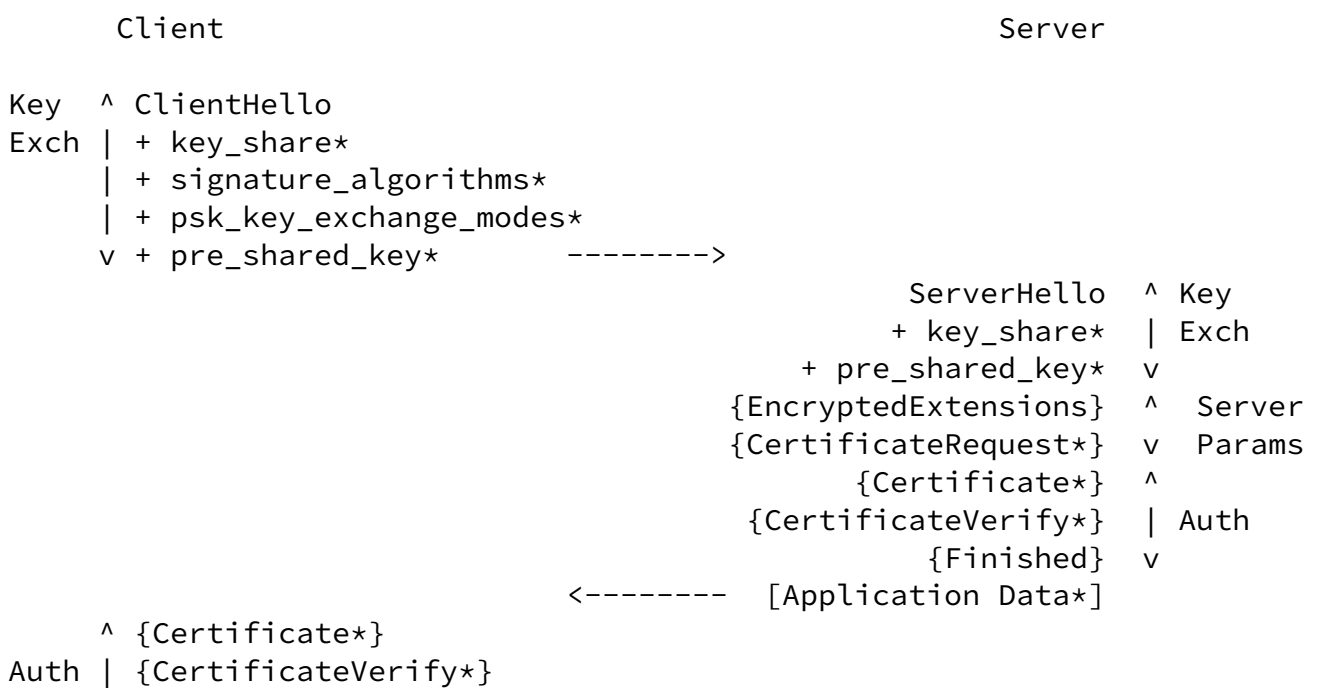 Client                                           Server

Key  ^ ClientHello
Exch | + key_share*
     | + signature_algorithms*
     | + psk_key_exchange_modes*
     v + pre_shared_key*       -------->
                                                  ServerHello  ^ Key
                                                 + key_share*  | Exch
                                            + pre_shared_key*  v
                                        {EncryptedExtensions}  ^  Server
                                        {CertificateRequest*}  v  Params
                                               {Certificate*}  ^
                                         {CertificateVerify*}  | Auth
                                                   {Finished}  v
                               <--------  [Application Data*]
     ^ {Certificate*}
Auth | {CertificateVerify*}